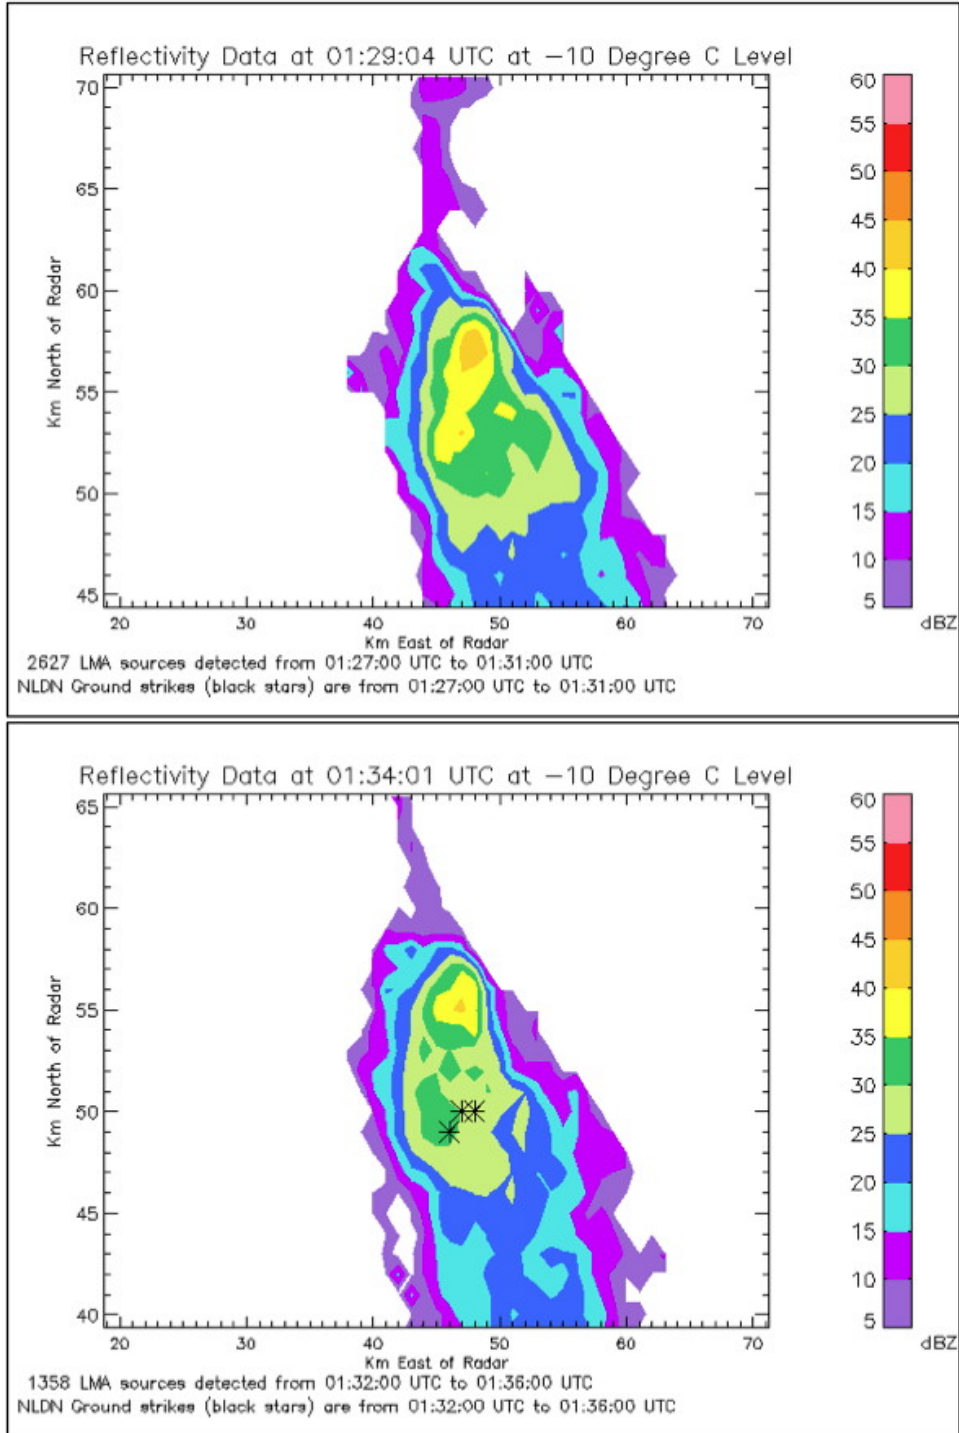 Reflectivity Data at 01:29:04 UTC at -10 Degree C Level
70
65
60
55
50
45
Km North of Radar
20 30 40 50 60 70
Km East of Radar
60
55
50
45
40
35
30
25
20
15
10
5
dBZ
2627 LMA sources detected from 01:27:00 UTC to 01:31:00 UTC
NLDN Ground strikes (black stars) are from 01:27:00 UTC to 01:31:00 UTC
Reflectivity Data at 01:34:01 UTC at -10 Degree C Level
65
60
55
50
45
40
Km North of Radar
20 30 40 50 60 70
Km East of Radar
60
55
50
45
40
35
30
25
20
15
10
5
dBZ
1358 LMA sources detected from 01:32:00 UTC to 01:36:00 UTC
NLDN Ground strikes (black stars) are from 01:32:00 UTC to 01:36:00 UTC